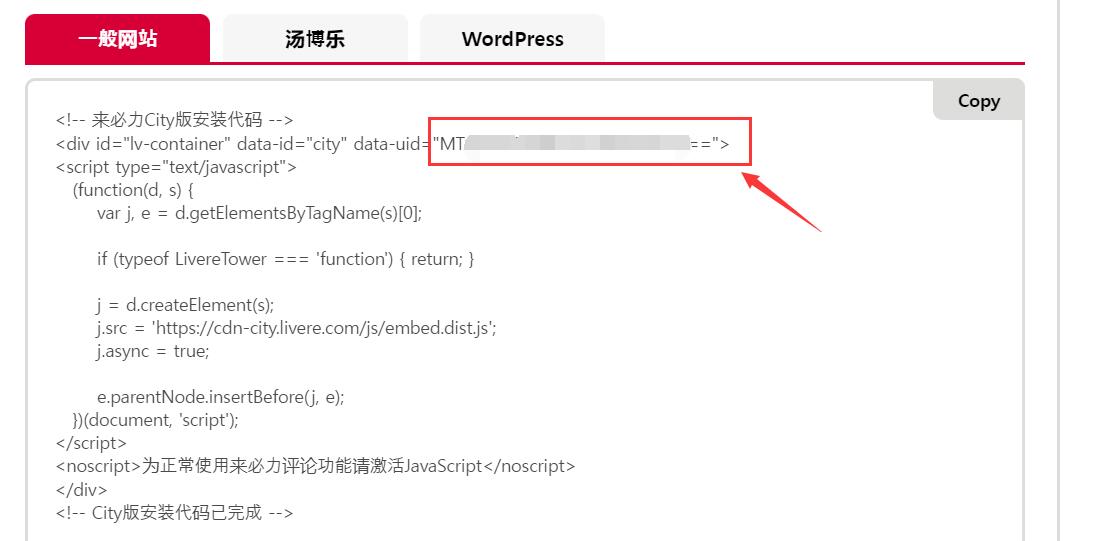 一般网站
汤博乐
WordPress
Copy
<!-- 来必力City版安装代码 -->
<div id="lv-container" data-id="city" data-uid="MT ==">
<script type="text/javascript">
(function(d, s) {
var j, e = d.getElementsByTagName(s)[0];
if (typeof LivereTower === 'function') { return; }
j = d.createElement(s);
j.src = 'https://cdn-city.livere.com/js/embed.dist.js';
j.async = true;
e.parentNode.insertBefore(j, e);
})(document, 'script');
</script>
<noscript>为正常使用来必力评论功能请激活JavaScript</noscript>
</div>
<!-- City版安装代码已完成 -->